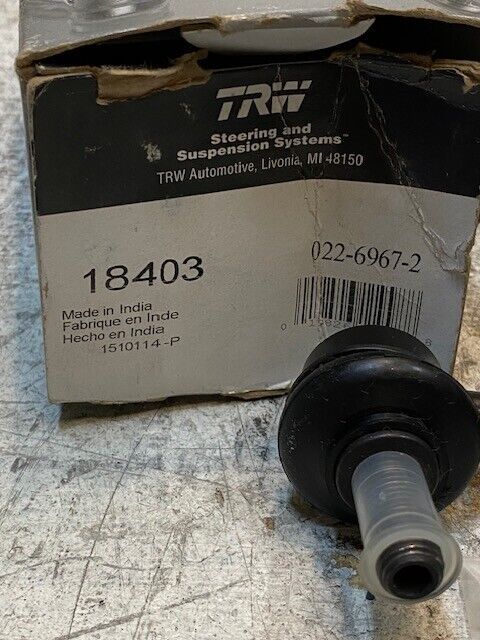 TRW
Steering and
Suspension Systems™
TRW Automotive, Livonia, MI 48150
18403
022-6967-2
Made in India
Fabrique en Inde
Hecho en India
1510114-P